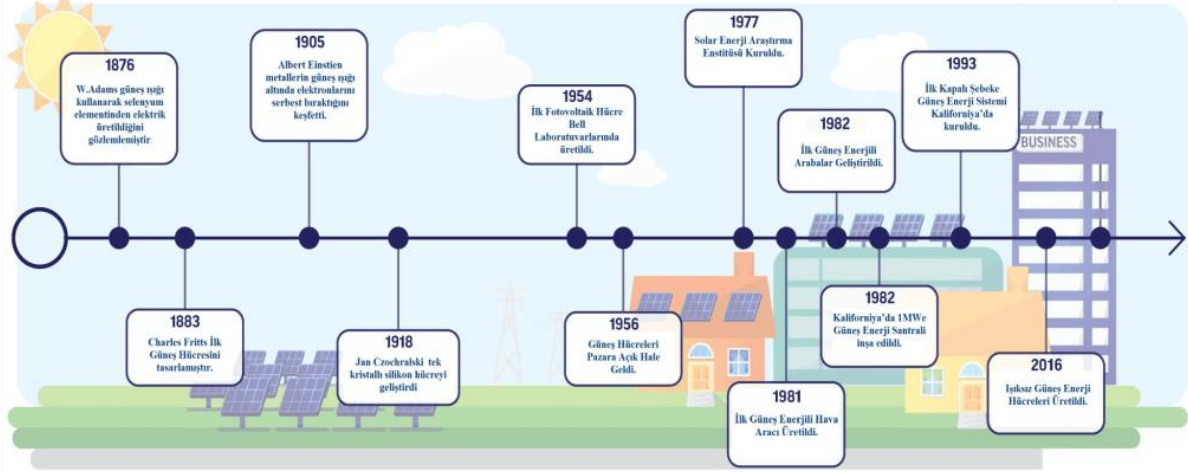 1876
W.Adams güneş ışığı
kullanarak selenyum
elementinden elektrik
üretildiğini
gözlemlemiştir
1883
Charles Fritts İlk
Güneş Hücresini
tasarlamıştır.
1905
Albert Einstien
metallerin güneş ışığı
altında elektronlarını
serbest bıraktığını
keşfetti.
1918
Jan Czochralski tek
kristallı silikon hücreyi
geliştirdi
1954
İlk Fotovoltaik Hücre
Bell
Laboratuvarlarında
üretildi.
1956
Güneş Hücreleri
Pazara Açık Hale
Geldi.
1977
Solar Enerji Araştırma
Enstitüsü Kuruldu.
1981
İlk Güneş Enerjili Hava
Aracı Üretildi.
1982
İlk Güneş Enerjili
Arabalar Geliştirildi.
1982
Kaliforniya'da 1MWe
Güneş Enerji Santrali
inşa edildi.
1993
İlk Kapalı Şebeke
Güneş Enerji Sistemi
Kaliforniya'da
kuruldu.
BUSINESS
2016
Işıksız Güneş Enerji
Hücreleri Üretildi.